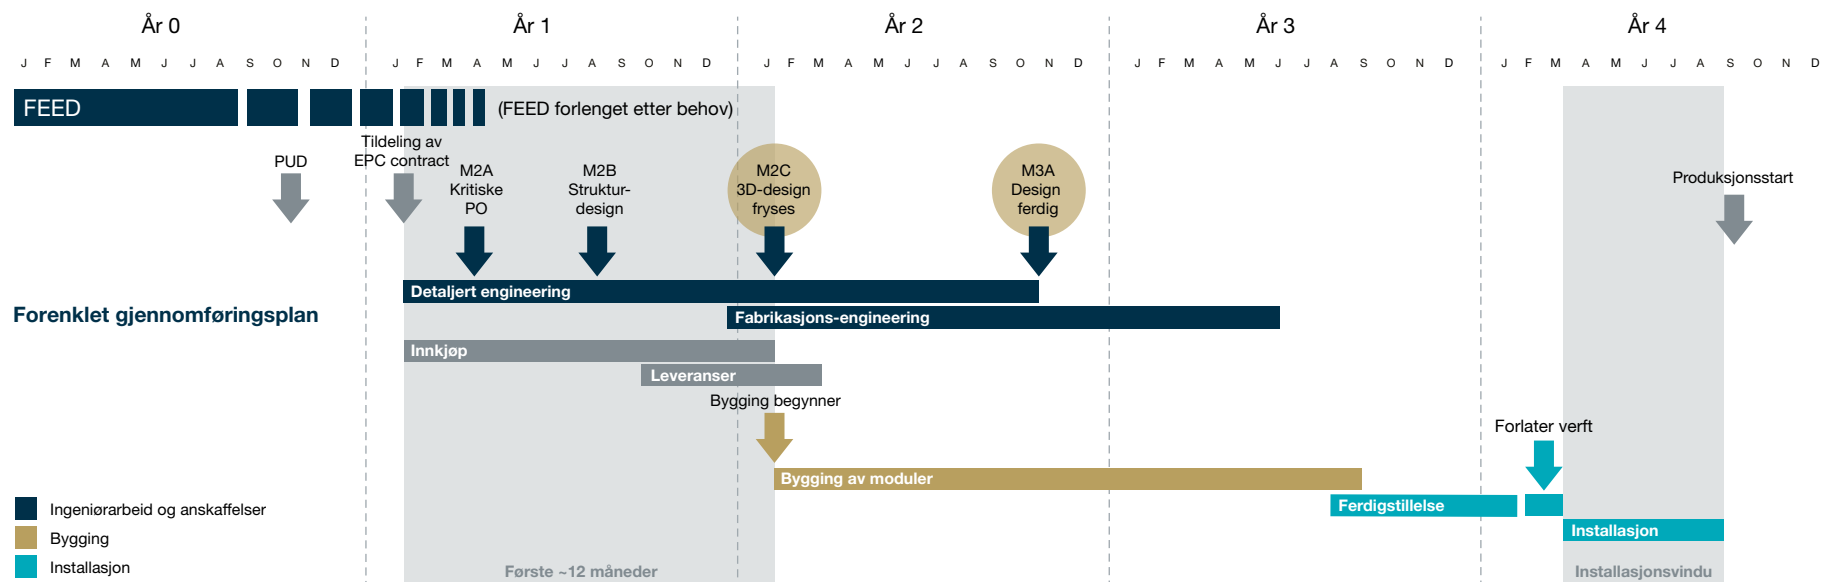 År 0
År 1
År 2
År 3
År 4
J F M A M J J A S O N D
J F M A M J J A S O N D
J F M A M J J A S O N D
J F M A M J J A S O N D
J F M A M J J A S O N D
FEED
(FEED forlenget etter behov)
PUD
Tildeling av
EPC contract
M2A
Kritiske
PO
M2B
Struktur-
design
M2C
3D-design
fryses
M3A
Design
ferdig
Produksjonsstart
Detaljert engineering
Forenklet gjennomføringsplan
Fabrikasjons-engineering
Innkjøp
Leveranser
Bygging begynner
Forlater verft
Bygging av moduler
Ferdigstillelse
Installasjon
Ingeniørarbeid og anskaffelser
Bygging
Installasjon
Første ~12 måneder
Installasjonsvindu